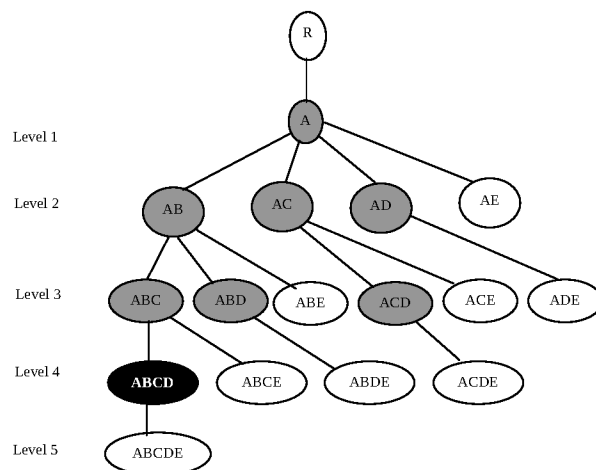 R
Level 1
A
Level 2
AB AC AD AE
Level 3
ABC ABD ABE ACD ACE ADE
Level 4
ABCD ABCE ABDE ACDE
Level 5
ABCDE